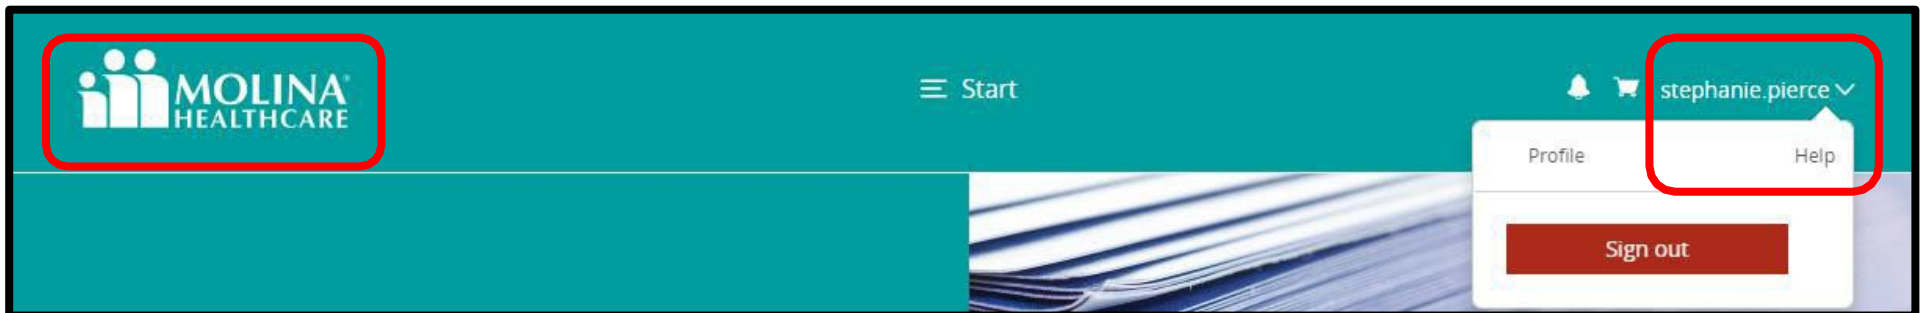 MOLINA®
HEALTHCARE
Start
stephanie.pierce
Profile
Help
Sign out